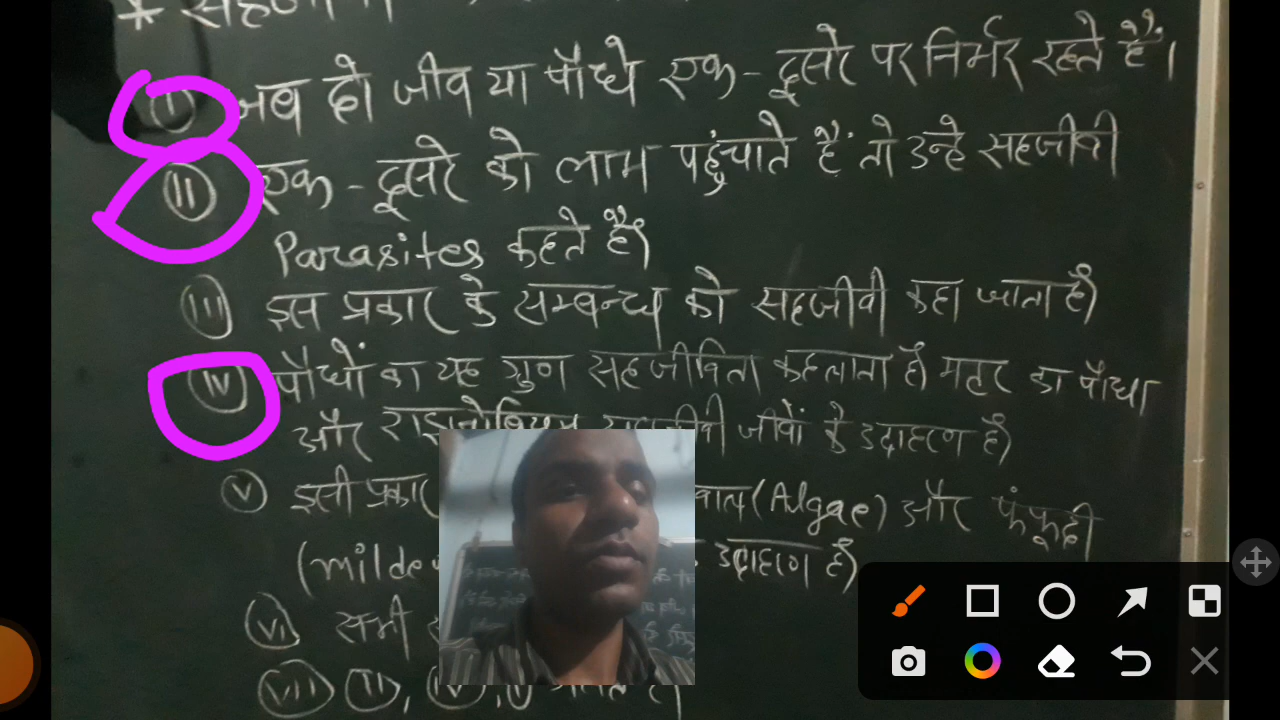 * सहजीवी
(I) जब दो जीव या पौधे एक-दूसरे पर निर्भर रहते हैं।
(II) एक-दूसरे को लाभ पहुंचाते हैं तो उन्हे सहजीवी
Parasites कहते हैं।
(III) इस प्रकार के सम्बन्ध को सहजीवी कहा जाता है।
(IV) पौधों का यह गुण सहजीविता कहलाता है। मटर का पौधा
और जीवों के उदाहरण है।
(V) इसी प्रकार (Algae) और फंफूदी
(milde उदाहरण है।
(VI) सभी
(VII) (II), (IV),